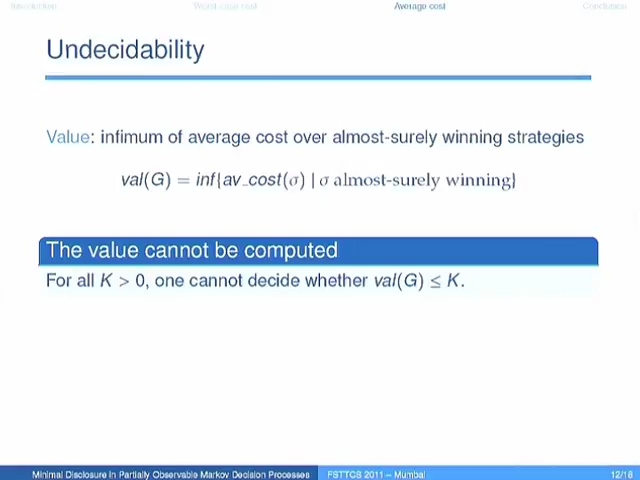 Introduction Worst-case cost Average cost Conclusion
Undecidability
Value: infimum of average cost over almost-surely winning strategies
val(G) = inf{av_cost(σ) | σ almost-surely winning}
The value cannot be computed
For all K > 0, one cannot decide whether val(G) ≤ K.
Minimal Disclosure in Partially Observable Markov Decision Processes FSTTCS 2011 – Mumbai 12/18